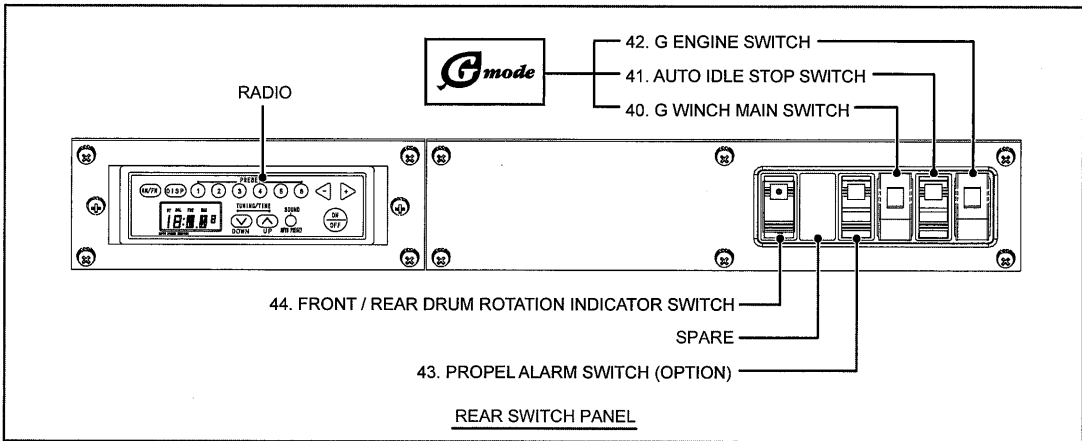 42. G ENGINE SWITCH
G mode
41. AUTO IDLE STOP SWITCH
40. G WINCH MAIN SWITCH
RADIO
AM/FM DISP 1 2 3 4 5 6 - +
TUNING/TIME SOUND
DOWN UP
ON
OFF
44. FRONT / REAR DRUM ROTATION INDICATOR SWITCH
SPARE
43. PROPEL ALARM SWITCH (OPTION)
REAR SWITCH PANEL